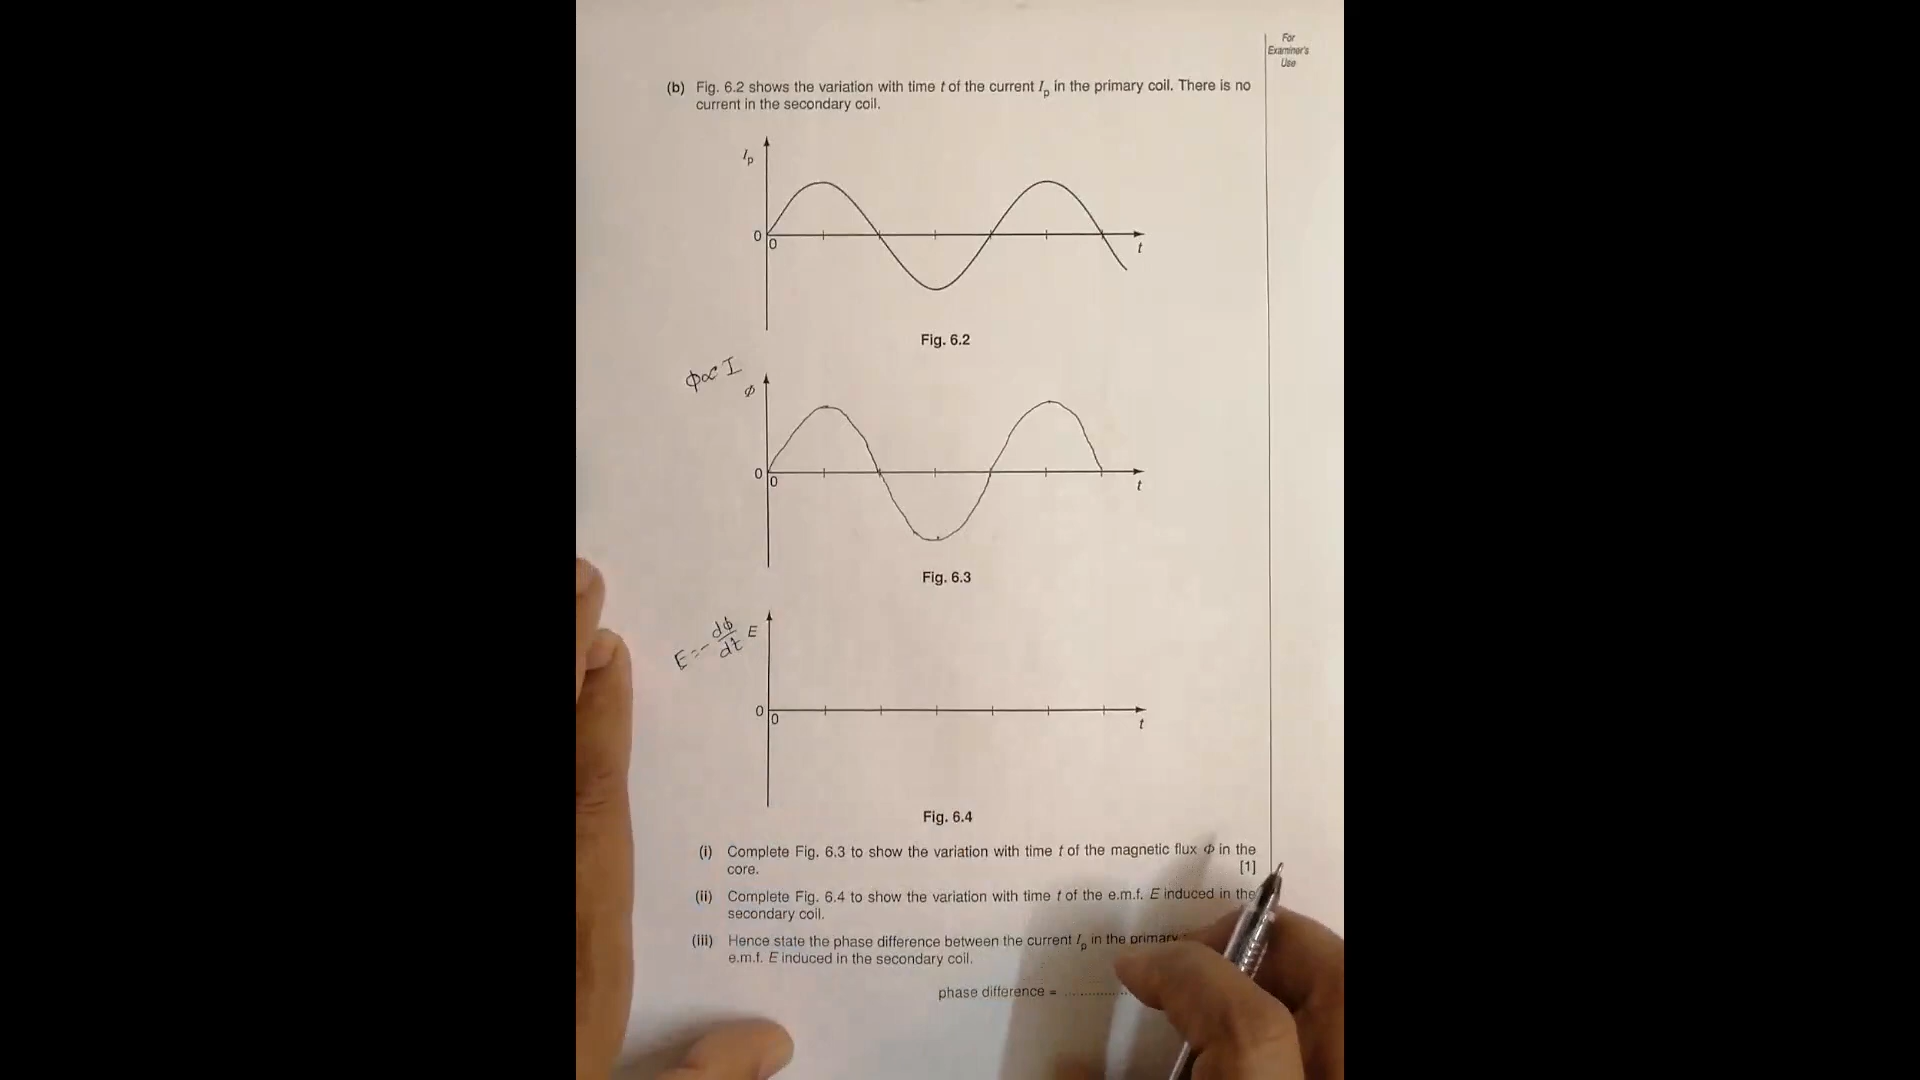 For
Examiner's
Use
(b) Fig. 6.2 shows the variation with time t of the current Ip in the primary coil. There is no
current in the secondary coil.
Ip
0
0
t
Fig. 6.2
Φ∝ I
Φ
0
0
t
Fig. 6.3
E = - dΦ/dt
E
0
0
t
Fig. 6.4
(i) Complete Fig. 6.3 to show the variation with time t of the magnetic flux Φ in the
core. [1]
(ii) Complete Fig. 6.4 to show the variation with time t of the e.m.f. E induced in the
secondary coil.
(iii) Hence state the phase difference between the current Ip in the primary
e.m.f. E induced in the secondary coil.
phase difference = ..............